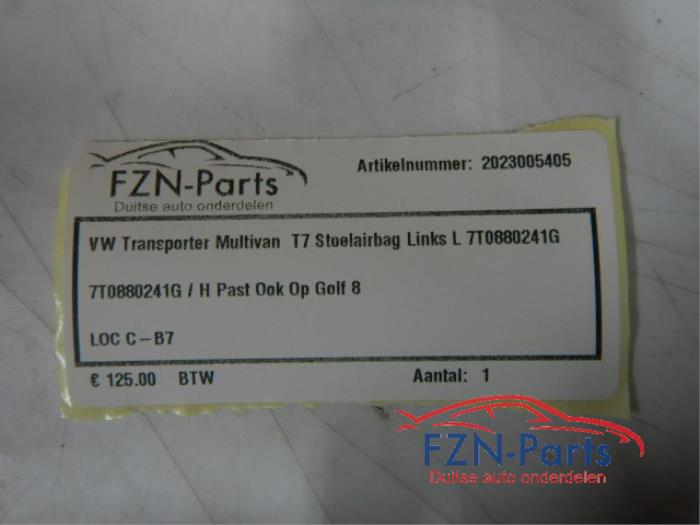 FZN-Parts
Duitse auto onderdelen
Artikelnummer: 2023005405
VW Transporter Multivan T7 Stoelairbag Links L 7T0880241G
7T0880241G / H Past Ook Op Golf 8
LOC C - B7
€ 125.00 BTW
Aantal: 1
FZN-Parts
Duitse auto onderdelen